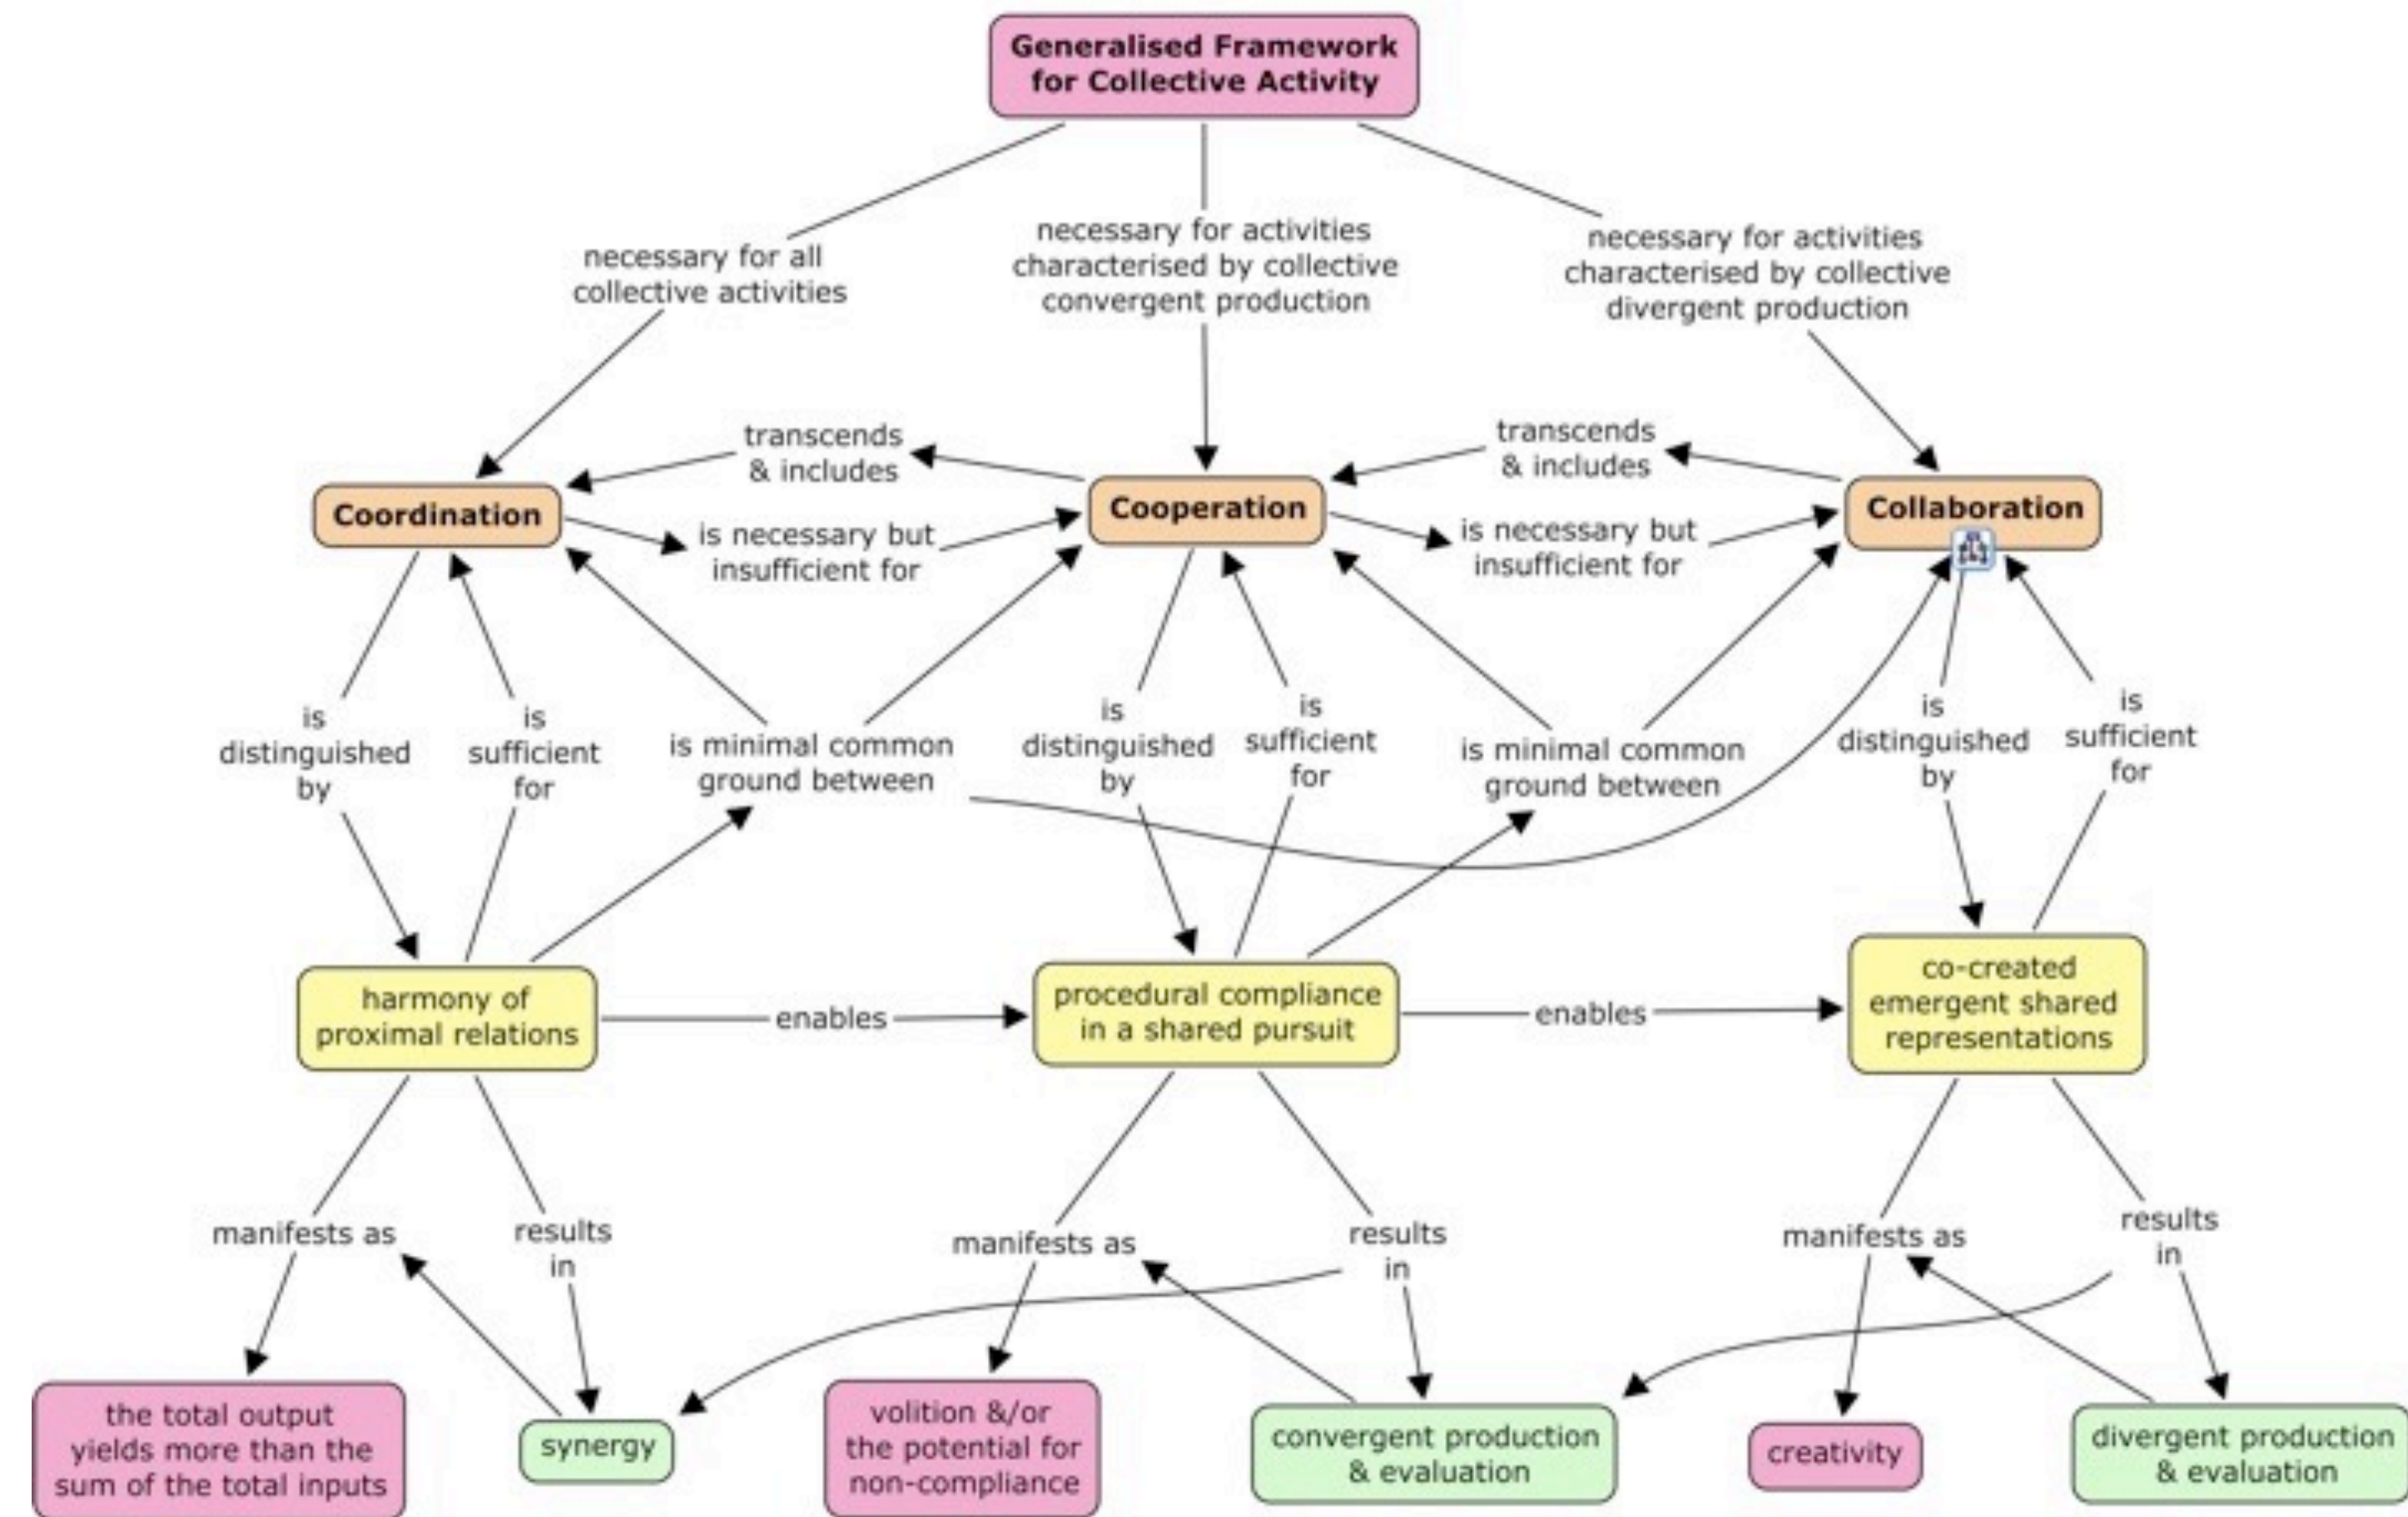 Generalised Framework
for Collective Activity
necessary for all
collective activities
necessary for activities
characterised by collective
convergent production
necessary for activities
characterised by collective
divergent production
transcends
& includes
transcends
& includes
Coordination
Cooperation
Collaboration
is necessary but
insufficient for
is necessary but
insufficient for
is
distinguished
by
is
sufficient
for
is minimal common
ground between
is
distinguished
by
is
sufficient
for
is minimal common
ground between
is
distinguished
by
is
sufficient
for
harmony of
proximal relations
enables
procedural compliance
in a shared pursuit
enables
co-created
emergent shared
representations
manifests as
results
in
manifests as
results
in
manifests as
results
in
the total output
yields more than the
sum of the total inputs
synergy
volition &/or
the potential for
non-compliance
convergent production
& evaluation
creativity
divergent production
& evaluation